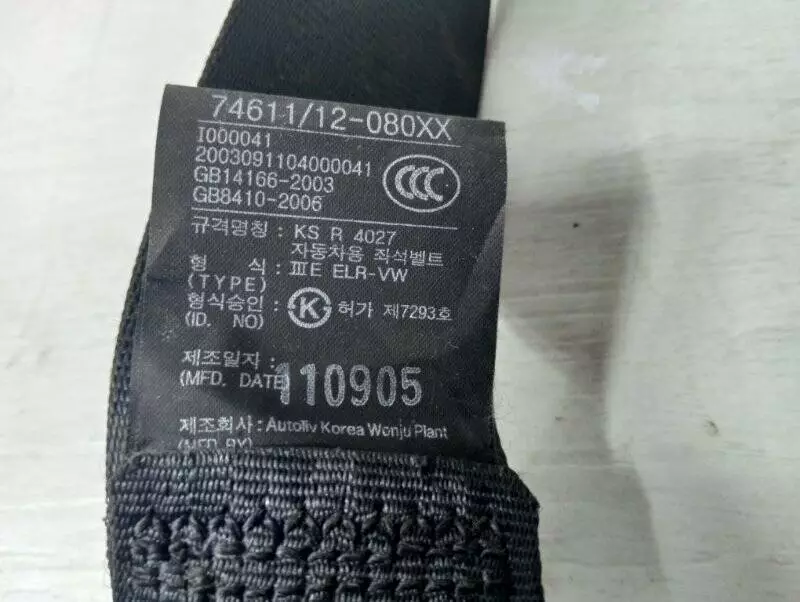 74611/12-080XX
I000041
2003091104000041
GB14166-2003
GB8410-2006
CCC
규격명칭 : KS R 4027
자동차용 좌석벨트
형 식 : ⅢE ELR-VW
(TYPE)
형식승인 : K 허가 제7293호
(ID. NO)
제조일자 :
(MFD. DATE) 110905
제조회사 : Autoliv Korea Wonju Plant
(MFD BY)